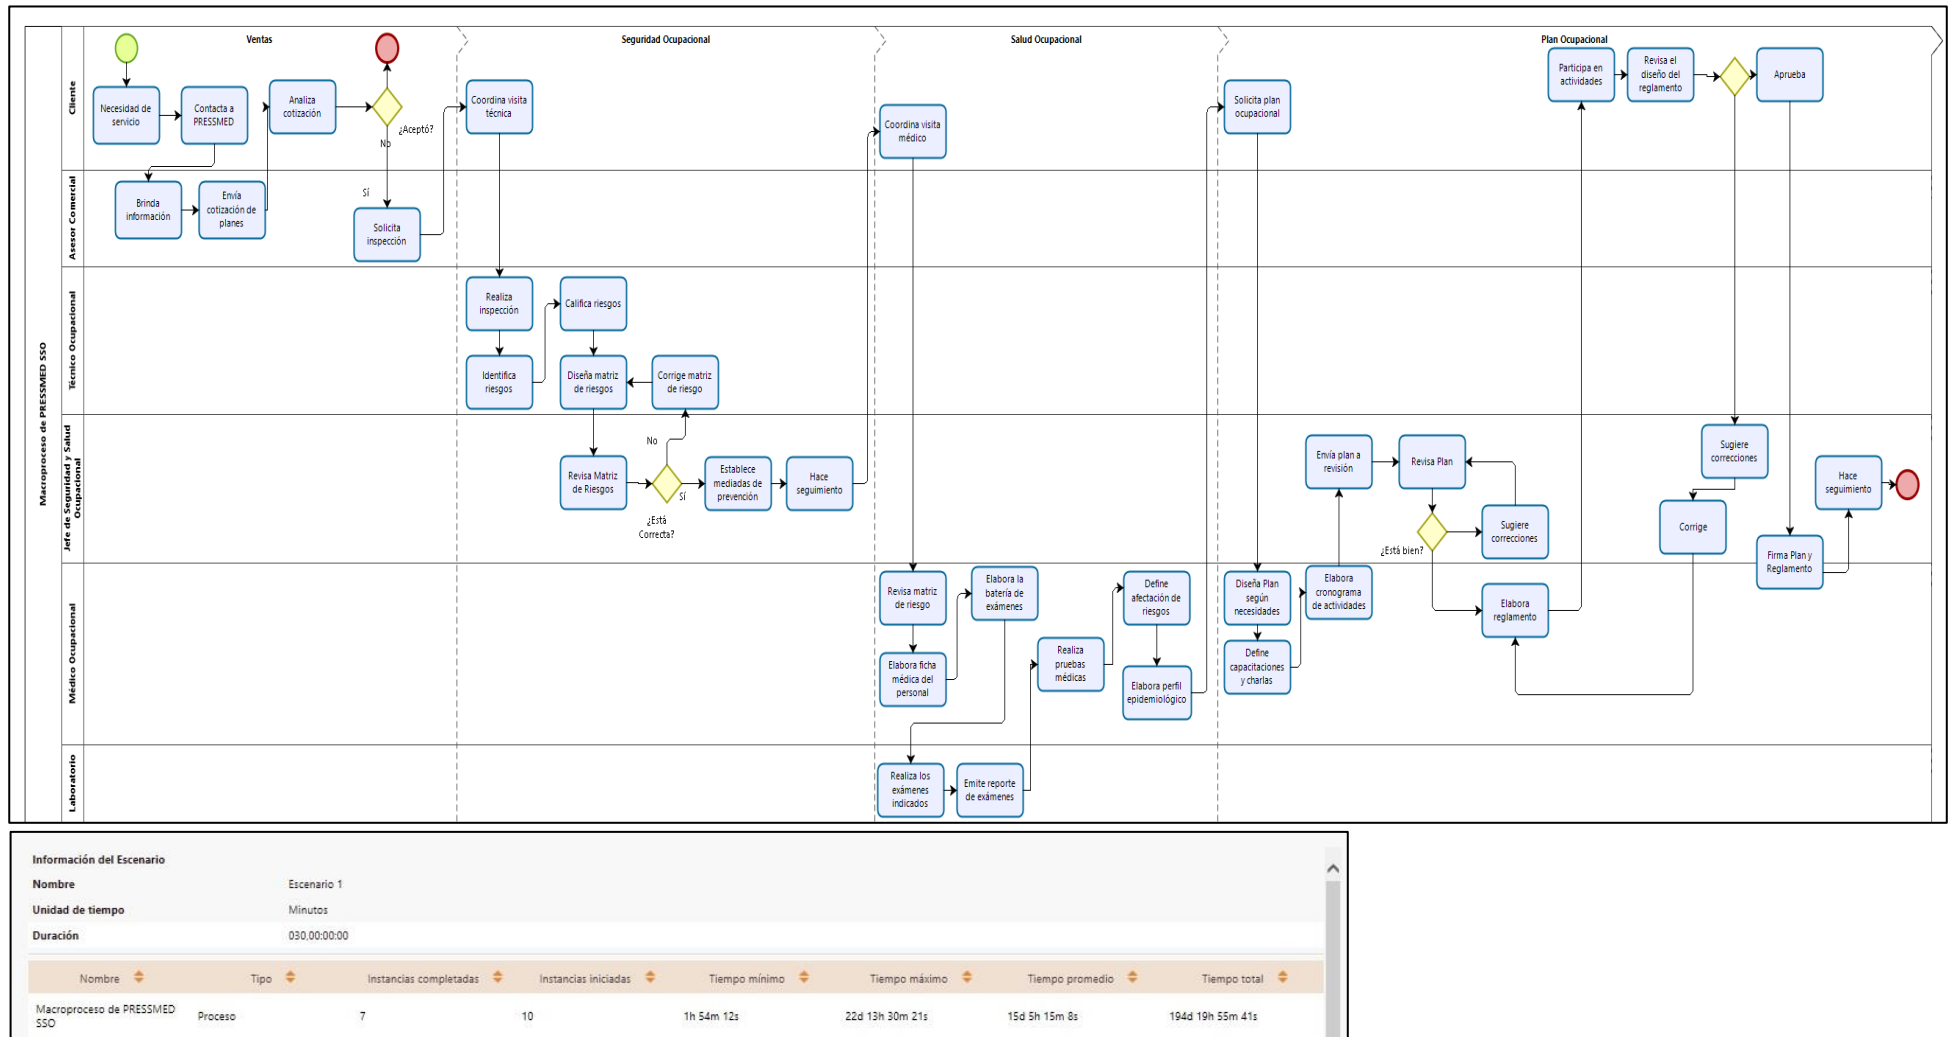 Ventas
Seguridad Ocupacional
Salud Ocupacional
Plan Ocupacional
Macroproceso de PRESSMED SSO
Cliente
Necesidad de
servicio
Contacta a
PRESSMED
Analiza
cotización
¿Aceptó?
No
Sí
Coordina visita
técnica
Coordina visita
médico
Solicita plan
ocupacional
Participa en
actividades
Revisa el
diseño del
reglamento
Aprueba
Asesor Comercial
Brinda
información
Envía
cotización de
planes
Solicita
inspección
Técnico Ocupacional
Realiza
inspección
Califica riesgos
Identifica
riesgos
Diseña matriz
de riesgos
Corrige matriz
de riesgo
Jefe de Seguridad y Salud
Ocupacional
Revisa Matriz
de Riesgos
No
Sí
¿Está
Correcta?
Establece
mediadas de
prevención
Hace
seguimiento
Envía plan a
revisión
Revisa Plan
¿Está bien?
Sugiere
correcciones
Sugiere
correcciones
Corrige
Hace
seguimiento
Firma Plan y
Reglamento
Médico Ocupacional
Revisa matriz
de riesgo
Elabora la
batería de
exámenes
Elabora ficha
médica del
personal
Realiza
pruebas
médicas
Define
afectación de
riesgos
Elabora perfil
epidemiológico
Diseña Plan
según
necesidades
Define
capacitaciones
y charlas
Elabora
cronograma
de actividades
Elabora
reglamento
Laboratorio
Realiza los
exámenes
indicados
Emite reporte
de exámenes
Información del Escenario
Nombre Escenario 1
Unidad de tiempo Minutos
Duración 030,00:00:00
Nombre Tipo Instancias completadas Instancias iniciadas Tiempo mínimo Tiempo máximo Tiempo promedio Tiempo total
Macroproceso de PRESSMED
SSO
Proceso 7 10 1h 54m 12s 22d 13h 30m 21s 15d 5h 15m 8s 194d 19h 55m 41s